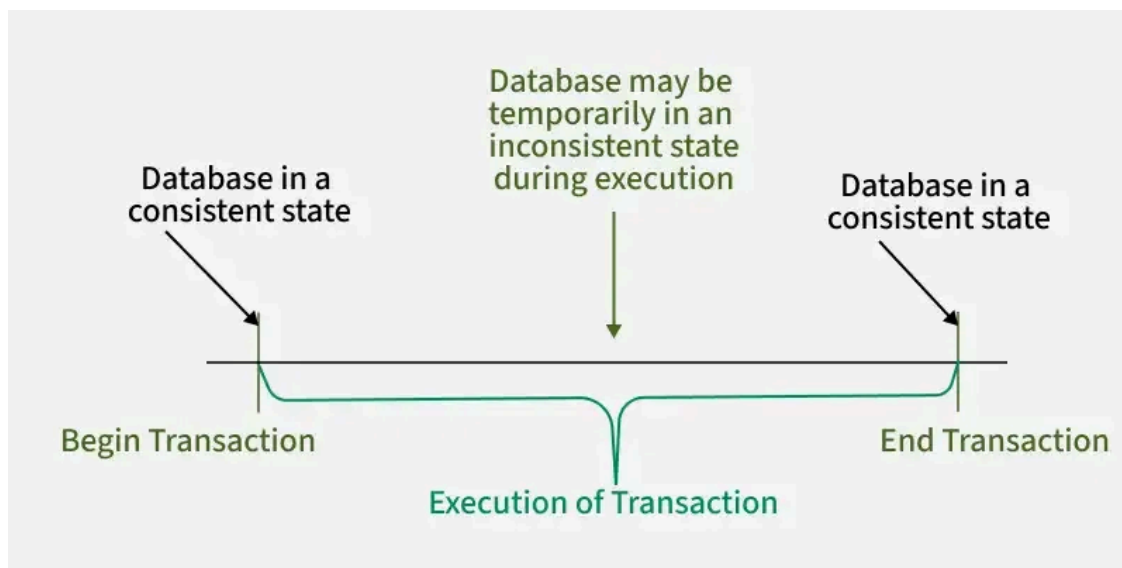 Database may be
temporarily in an
inconsistent state
during execution
Database in a
consistent state
Database in a
consistent state
Begin Transaction
End Transaction
Execution of Transaction